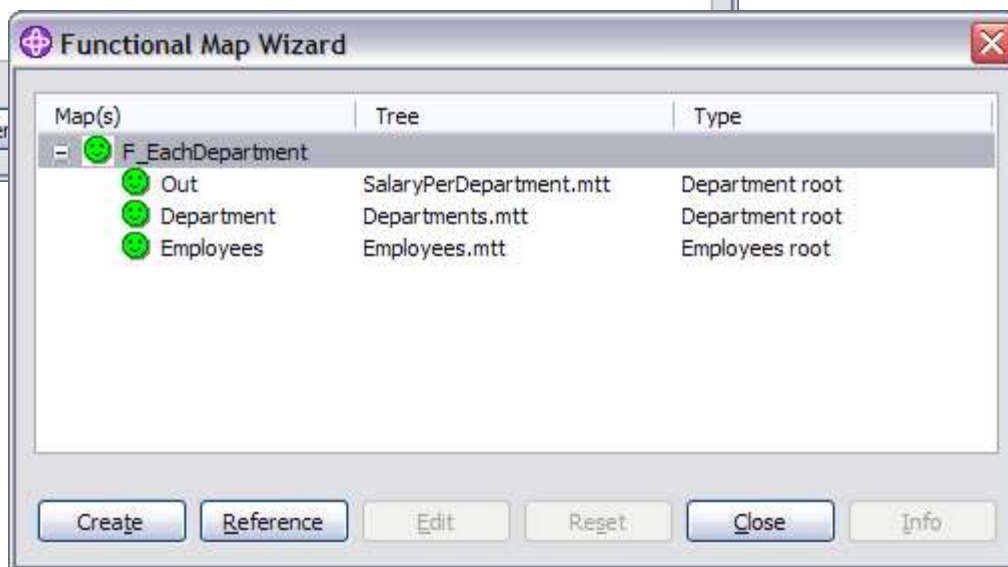 Functional Map Wizard
Map(s) Tree Type
F_EachDepartment
Out SalaryPerDepartment.mtt Department root
Department Departments.mtt Department root
Employees Employees.mtt Employees root
Create Reference Edit Reset Close Info